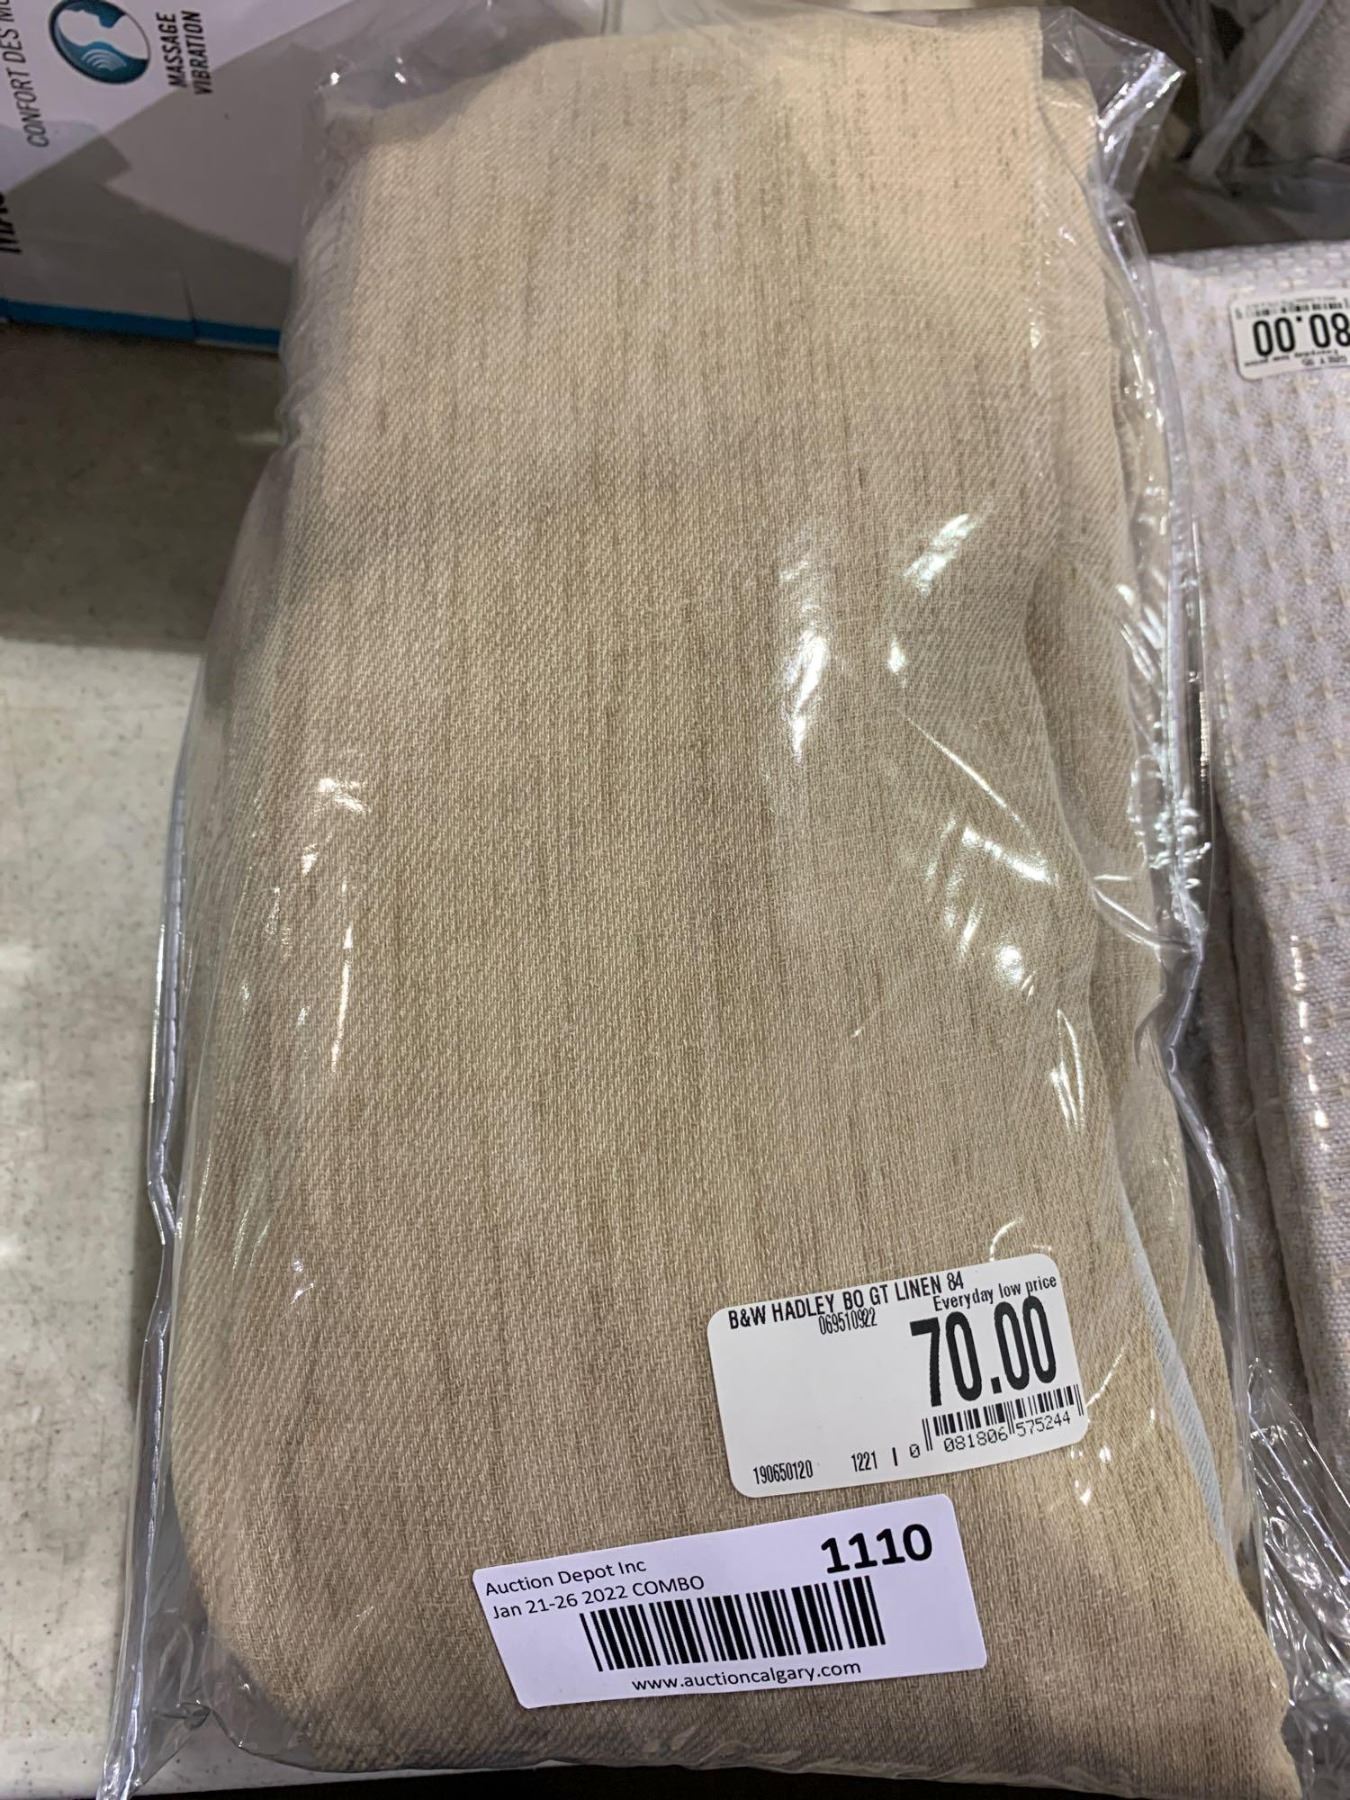 CONFORT DES
MASSAGE
VIBRATION
80.00
B&W HADLEY BO GT LINEN 84
Everyday low price
069510922
70.00
0 081806 575244
190650120 1221 I
Auction Depot Inc
1110
Jan 21-26 2022 COMBO
www.auctioncalgary.com